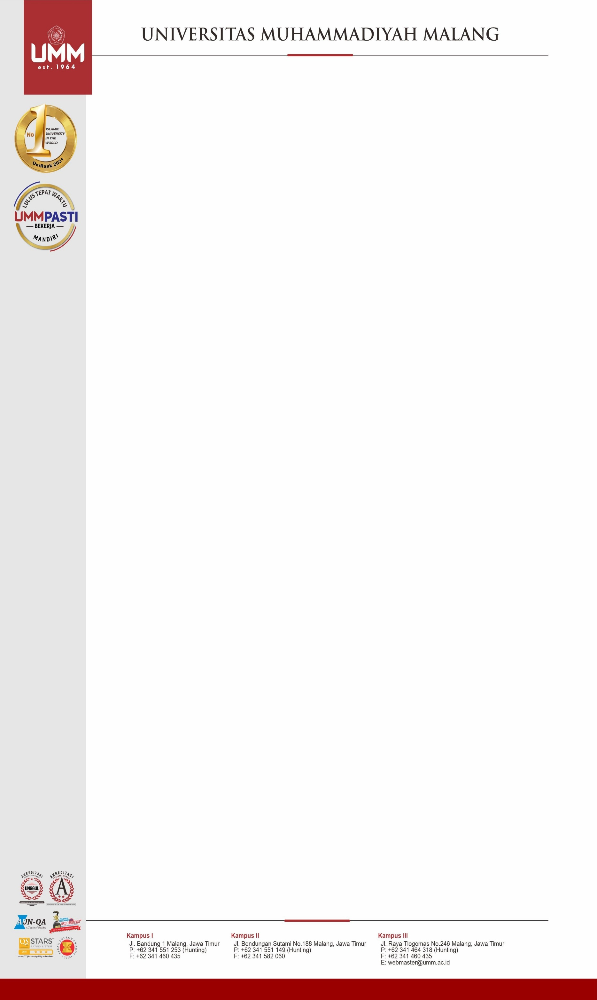 UNIVERSITAS MUHAMMADIYAH MALANG
UMM
est. 1964
No
1
ISLAMIC
UNIVERSITY
IN THE
WORLD
UniRank 2021
LULUS TEPAT WAKTU
UMMPASTI
BEKERJA
MANDIRI
AKREDITASI
UNGGUL
AKREDITASI
A
AUN-QA
A Touch of Quality
QS STARS™
RATING SYSTEM
2021
ASEAN ENERGY AWARDS
2019
Kampus I
Jl. Bandung 1 Malang, Jawa Timur
P: +62 341 551 253 (Hunting)
F: +62 341 460 435
Kampus II
Jl. Bendungan Sutami No.188 Malang, Jawa Timur
P: +62 341 551 149 (Hunting)
F: +62 341 582 060
Kampus III
Jl. Raya Tlogomas No.246 Malang, Jawa Timur
P: +62 341 464 318 (Hunting)
F: +62 341 460 435
E: webmaster@umm.ac.id